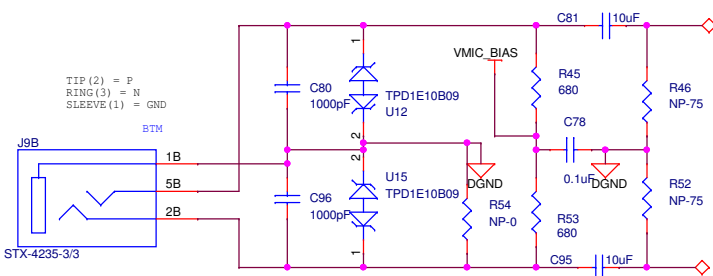 C81
10uF
1
VMIC_BIAS
TIP(2) = P
RING(3) = N
SLEEVE(1) = GND
C80
1000pF
TPD1E10B09
U12
R45
680
R46
NP-75
BTM
C78
J9B
2
1B
2
0.1uF
DGND
DGND
5B
U15
TPD1E10B09
C96
1000pF
R54
NP-0
R52
NP-75
2B
R53
680
STX-4235-3/3
1
C95
10uF